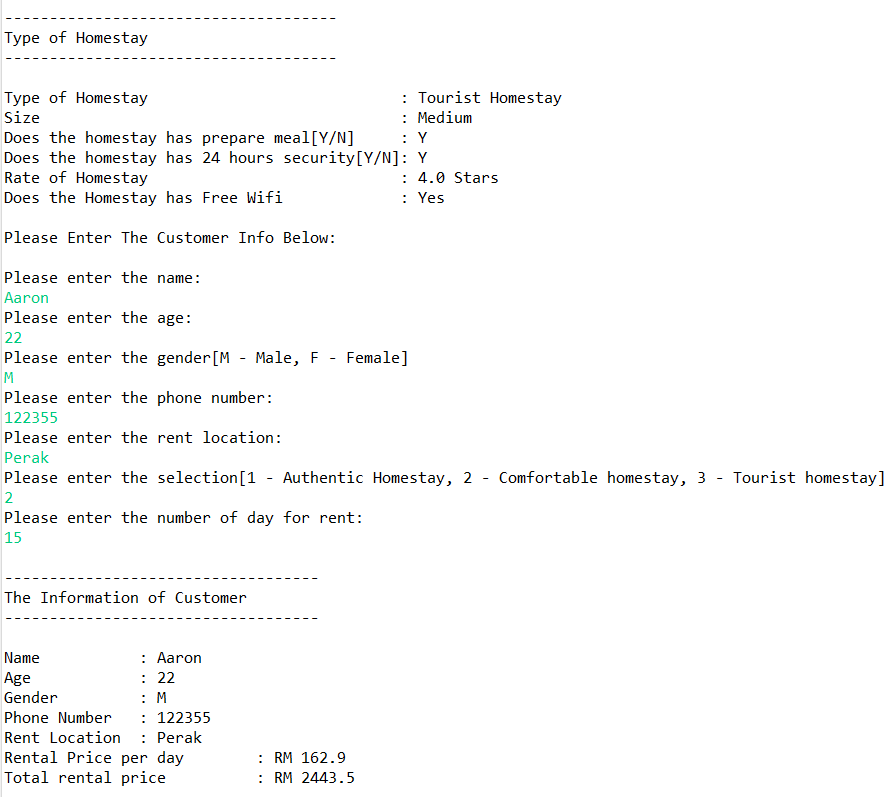 -------------------------------------
Type of Homestay
-------------------------------------
Type of Homestay                            : Tourist Homestay
Size                                        : Medium
Does the homestay has prepare meal[Y/N]     : Y
Does the homestay has 24 hours security[Y/N]: Y
Rate of Homestay                            : 4.0 Stars
Does the Homestay has Free Wifi             : Yes
Please Enter The Customer Info Below:
Please enter the name:
Aaron
Please enter the age:
22
Please enter the gender[M - Male, F - Female]
M
Please enter the phone number:
122355
Please enter the rent location:
Perak
Please enter the selection[1 - Authentic Homestay, 2 - Comfortable homestay, 3 - Tourist homestay]
2
Please enter the number of day for rent:
15
-----------------------------------
The Information of Customer
-----------------------------------
Name           : Aaron
Age            : 22
Gender         : M
Phone Number   : 122355
Rent Location  : Perak
Rental Price per day        : RM 162.9
Total rental price          : RM 2443.5